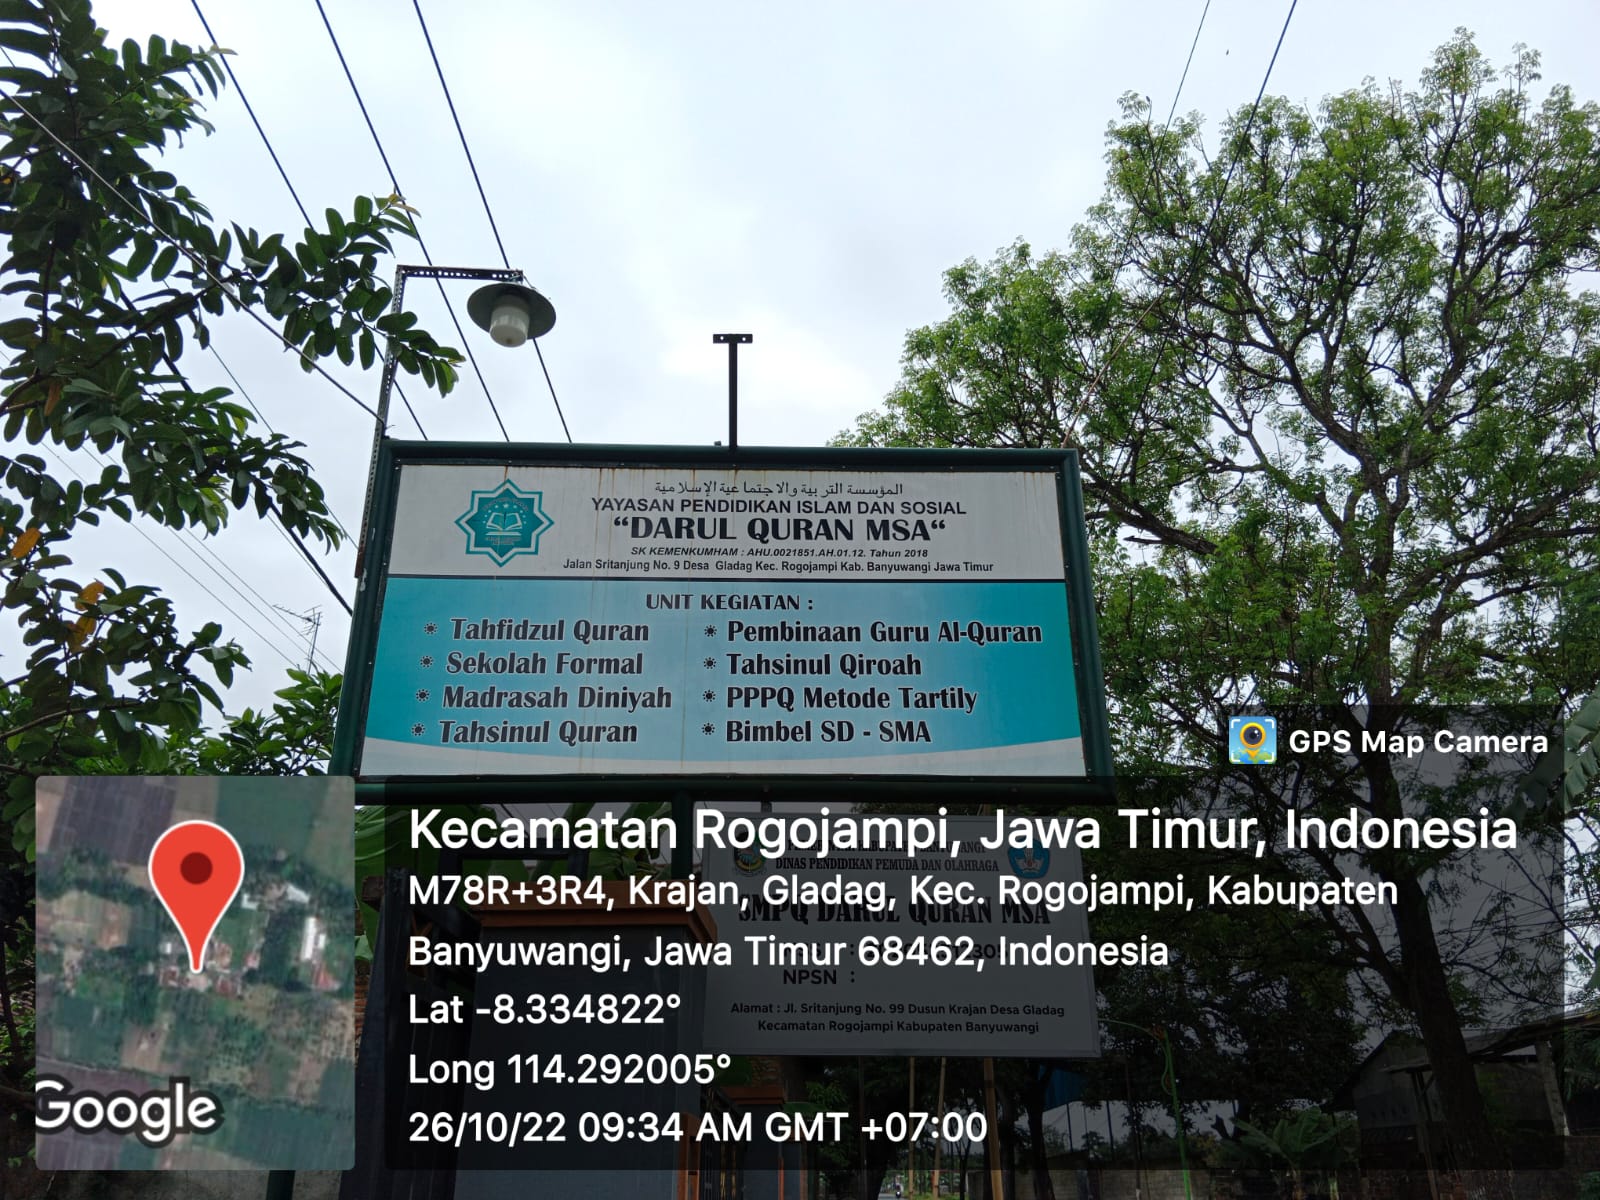 المؤسسة التربية والاجتماعية الإسلامية
YAYASAN PENDIDIKAN ISLAM DAN SOSIAL
“DARUL QURAN MSA“
SK KEMENKUMHAM : AHU.0021851.AH.01.12. Tahun 2018
Jalan Sritanjung No. 9 Desa Gladag Kec. Rogojampi Kab. Banyuwangi Jawa Timur
UNIT KEGIATAN :
Tahfidzul Quran
Sekolah Formal
Madrasah Diniyah
Tahsinul Quran
Pembinaan Guru Al-Quran
Tahsinul Qiroah
PPPQ Metode Tartily
Bimbel SD - SMA
GPS Map Camera
Kecamatan Rogojampi, Jawa Timur, Indonesia
M78R+3R4, Krajan, Gladag, Kec. Rogojampi, Kabupaten
Banyuwangi, Jawa Timur 68462, Indonesia
Lat -8.334822°
Long 114.292005°
26/10/22 09:34 AM GMT +07:00
Google
DINAS PENDIDIKAN PEMUDA DAN OLAHRAGA
SMPQ DARUL QURAN MSA
NPSN :
Alamat : Jl. Sritanjung No. 99 Dusun Krajan Desa Gladag
Kecamatan Rogojampi Kabupaten Banyuwangi